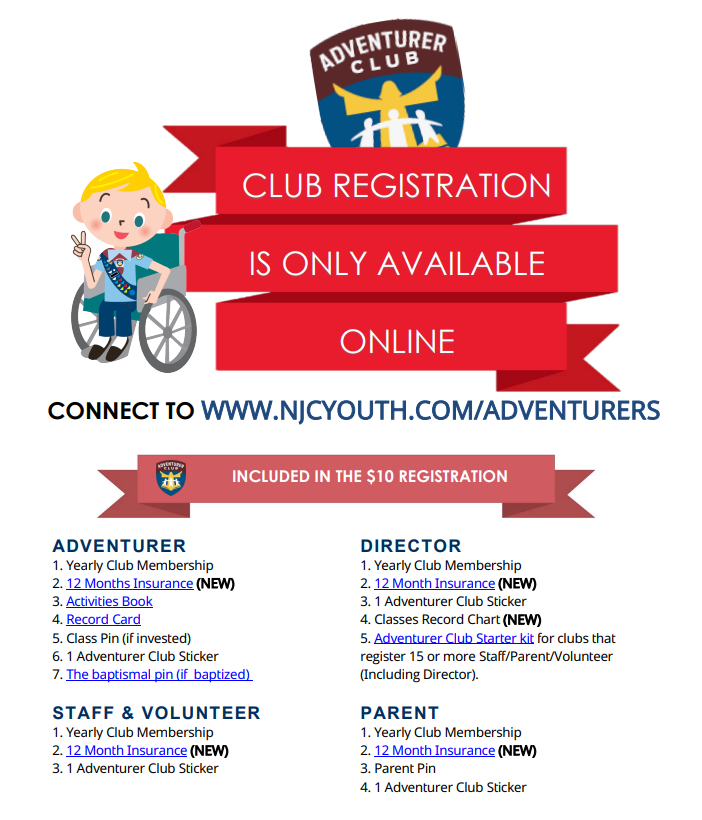 ADVENTURER
CLUB
CLUB REGISTRATION
IS ONLY AVAILABLE
ONLINE
CONNECT TO WWW.NJCYOUTH.COM/ADVENTURERS
ADVENTURER
CLUB
INCLUDED IN THE $10 REGISTRATION
ADVENTURER
1. Yearly Club Membership
2. 12 Months Insurance (NEW)
3. Activities Book
4. Record Card
5. Class Pin (if invested)
6. 1 Adventurer Club Sticker
7. The baptismal pin (if  baptized)
DIRECTOR
1. Yearly Club Membership
2. 12 Month Insurance (NEW)
3. 1 Adventurer Club Sticker
4. Classes Record Chart (NEW)
5. Adventurer Club Starter kit for clubs that
register 15 or more Staff/Parent/Volunteer
(Including Director).
STAFF & VOLUNTEER
1. Yearly Club Membership
2. 12 Month Insurance (NEW)
3. 1 Adventurer Club Sticker
PARENT
1. Yearly Club Membership
2. 12 Month Insurance (NEW)
3. Parent Pin
4. 1 Adventurer Club Sticker